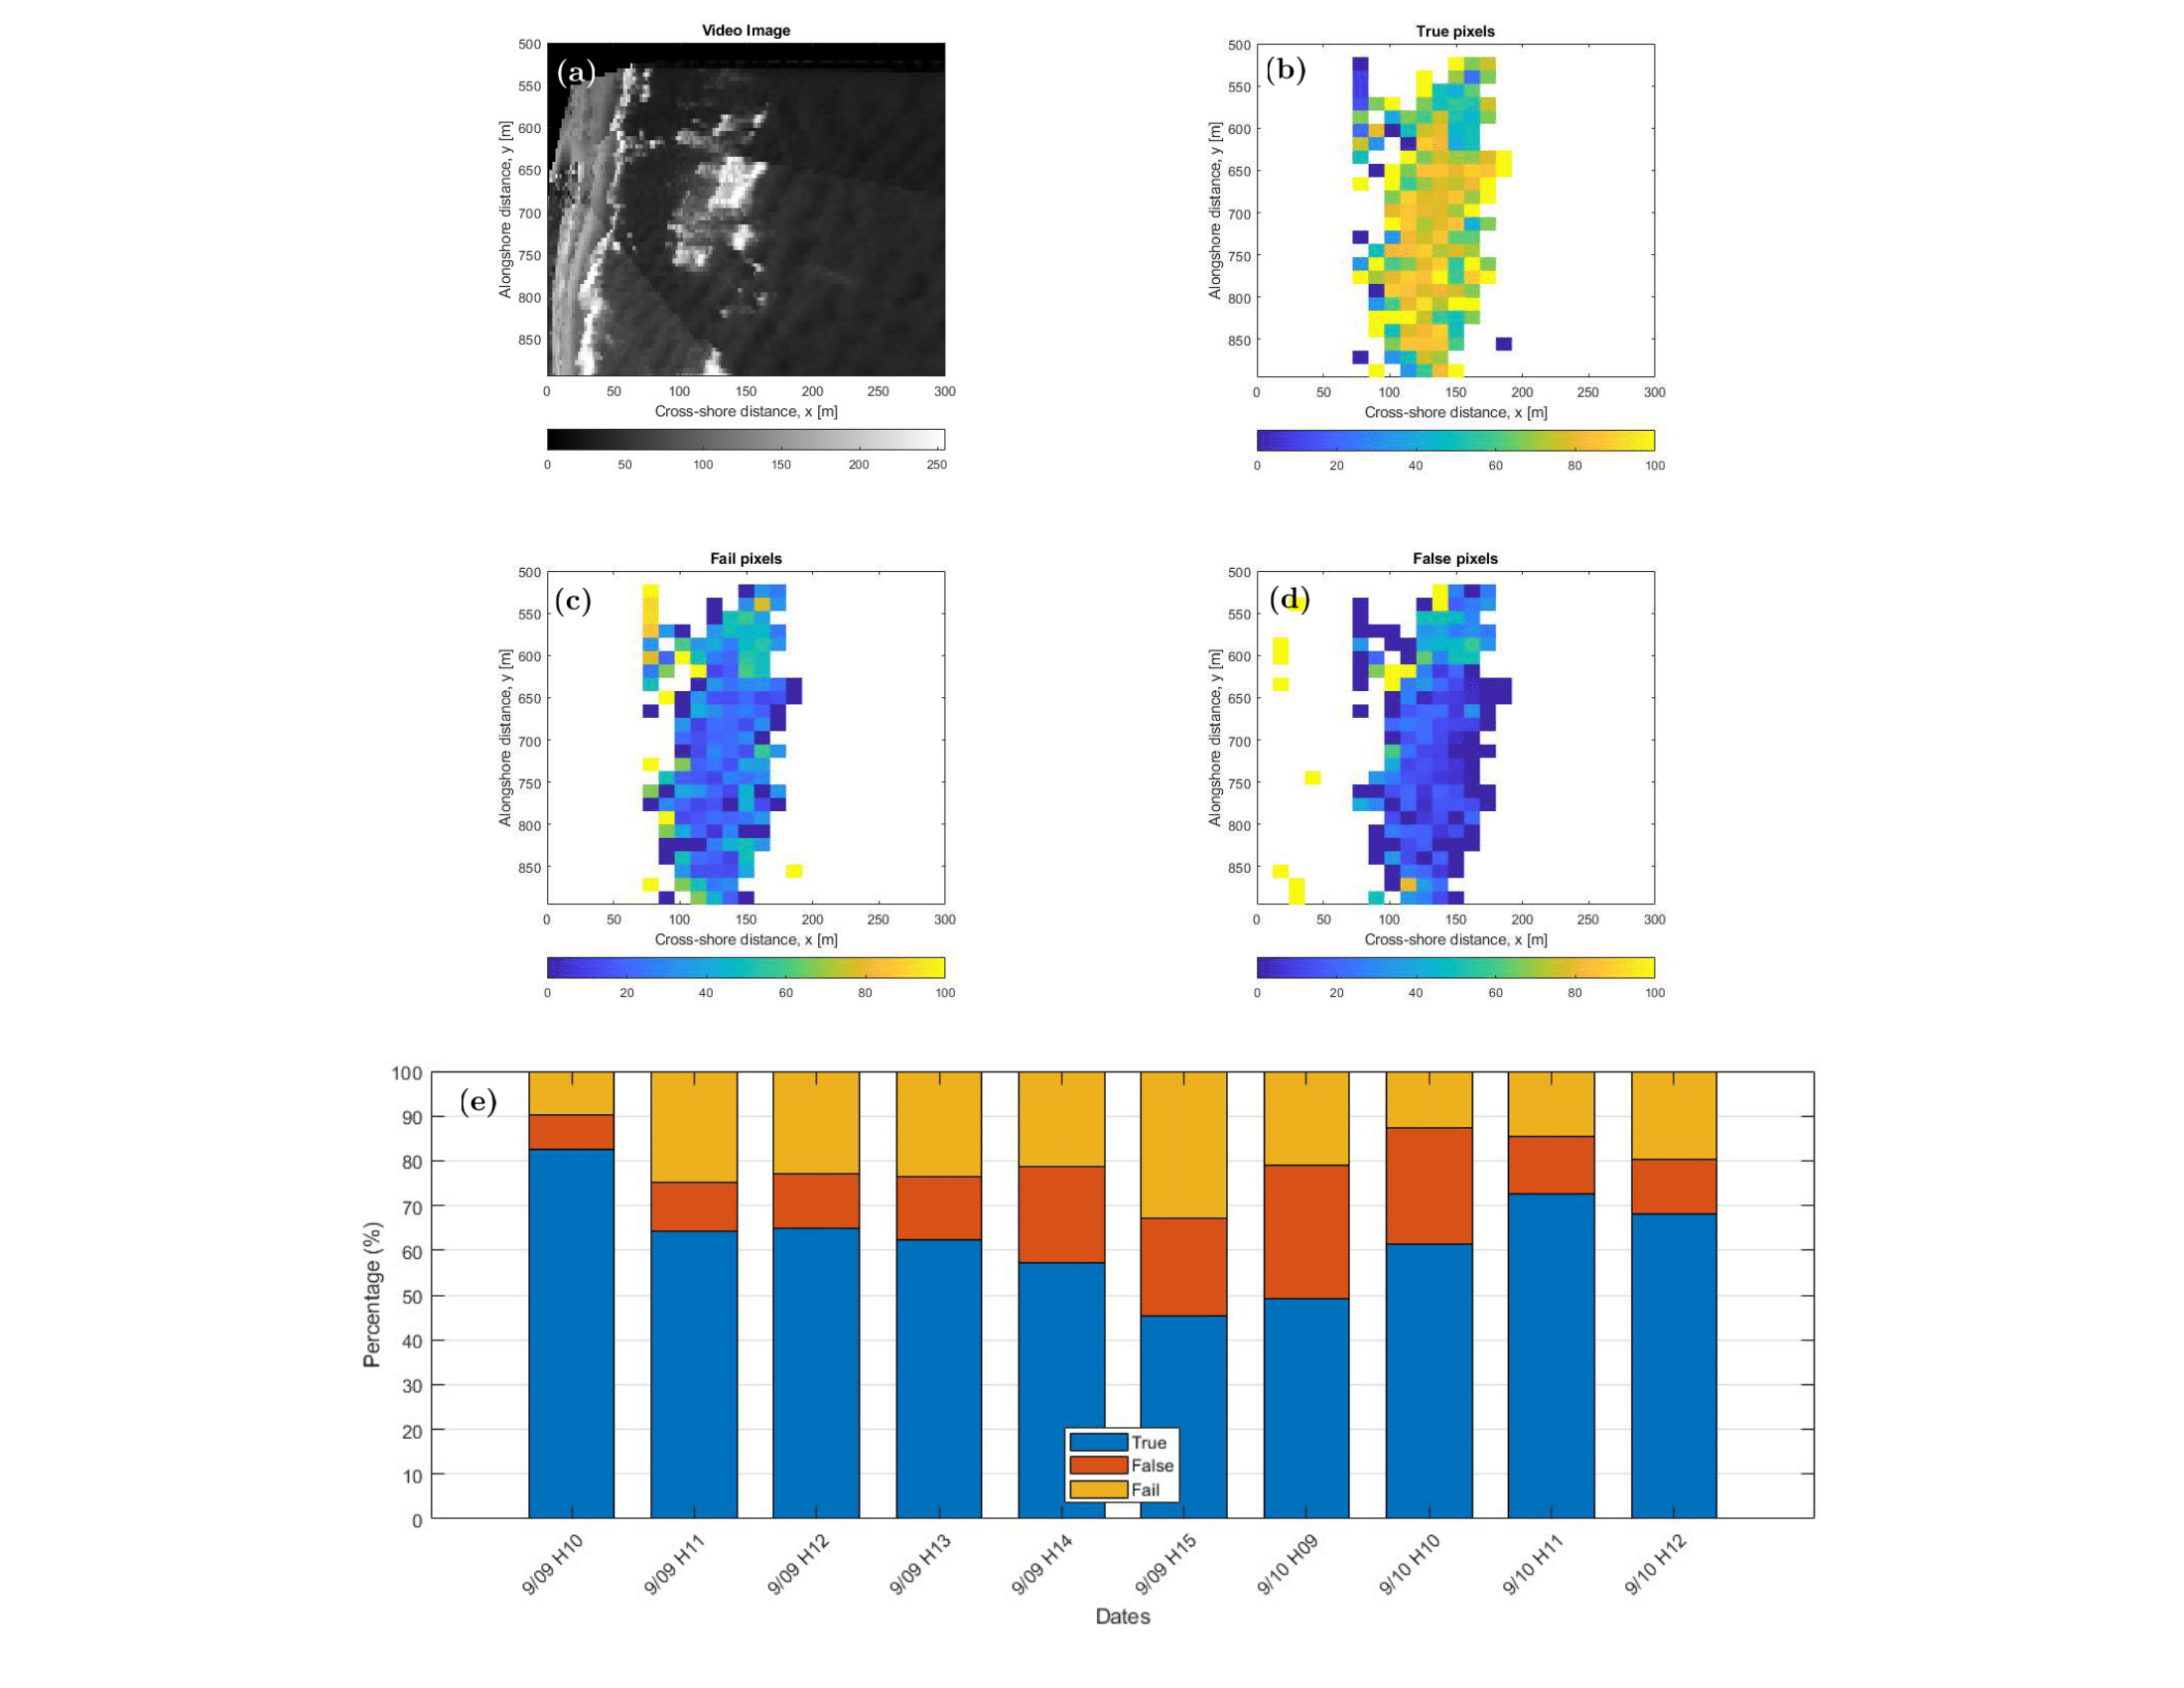 Video Image
(a)
500
550
600
650
700
750
800
850
Alongshore distance, y [m]
0 50 100 150 200 250 300
Cross-shore distance, x [m]
0 50 100 150 200 250
True pixels
(b)
500
550
600
650
700
750
800
850
Alongshore distance, y [m]
0 50 100 150 200 250 300
Cross-shore distance, x [m]
0 20 40 60 80 100
Fail pixels
(c)
500
550
600
650
700
750
800
850
Alongshore distance, y [m]
0 50 100 150 200 250 300
Cross-shore distance, x [m]
0 20 40 60 80 100
False pixels
(d)
500
550
600
650
700
750
800
850
Alongshore distance, y [m]
0 50 100 150 200 250 300
Cross-shore distance, x [m]
0 20 40 60 80 100
(e)
100
90
80
70
60
50
40
30
20
10
0
Percentage (%)
True
False
Fail
9/09 H10
9/09 H11
9/09 H12
9/09 H13
9/09 H14
9/09 H15
9/10 H09
9/10 H10
9/10 H11
9/10 H12
Dates